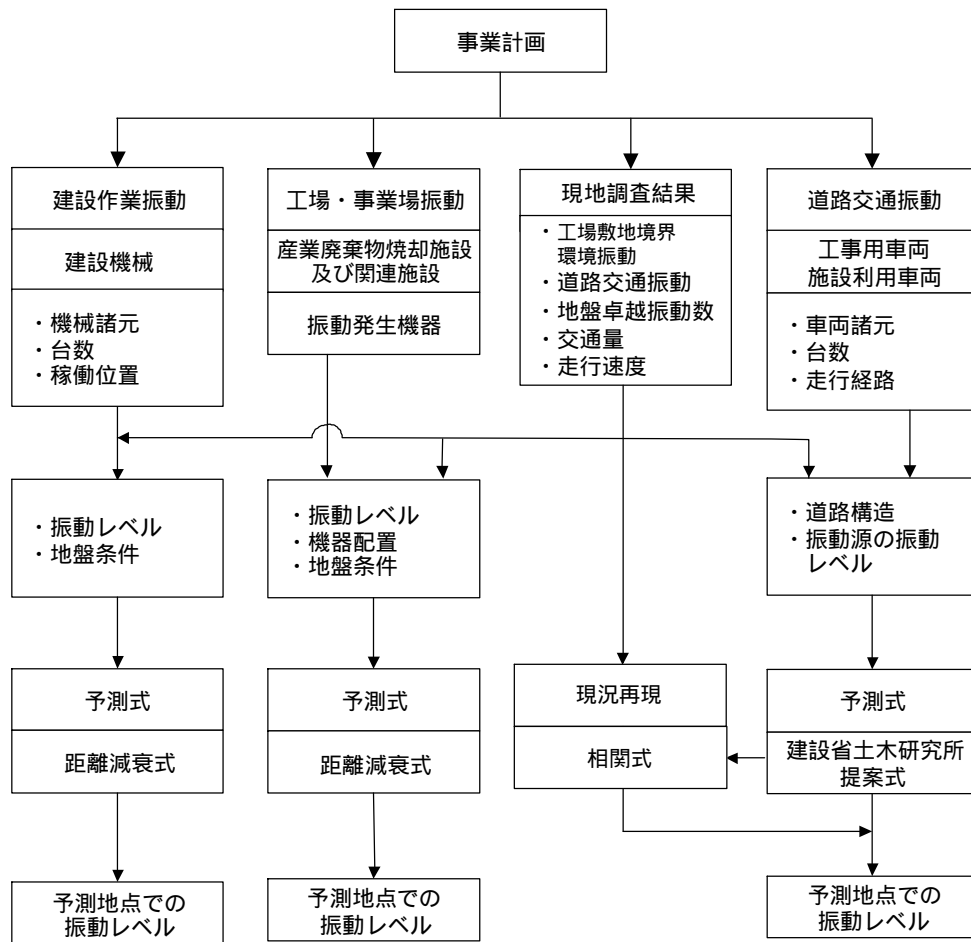 事業計画
建設作業振動
建設機械
・機械諸元
・台数
・稼働位置
工場・事業場振動
産業廃棄物焼却施設
及び関連施設
振動発生機器
現地調査結果
・工場敷地境界
環境振動
・道路交通振動
・地盤卓越振動数
・交通量
・走行速度
道路交通振動
工事用車両
施設利用車両
・車両諸元
・台数
・走行経路
・振動レベル
・地盤条件
・振動レベル
・機器配置
・地盤条件
・道路構造
・振動源の振動
レベル
予測式
距離減衰式
予測式
距離減衰式
現況再現
相関式
予測式
建設省土木研究所
提案式
予測地点での
振動レベル
予測地点での
振動レベル
予測地点での
振動レベル